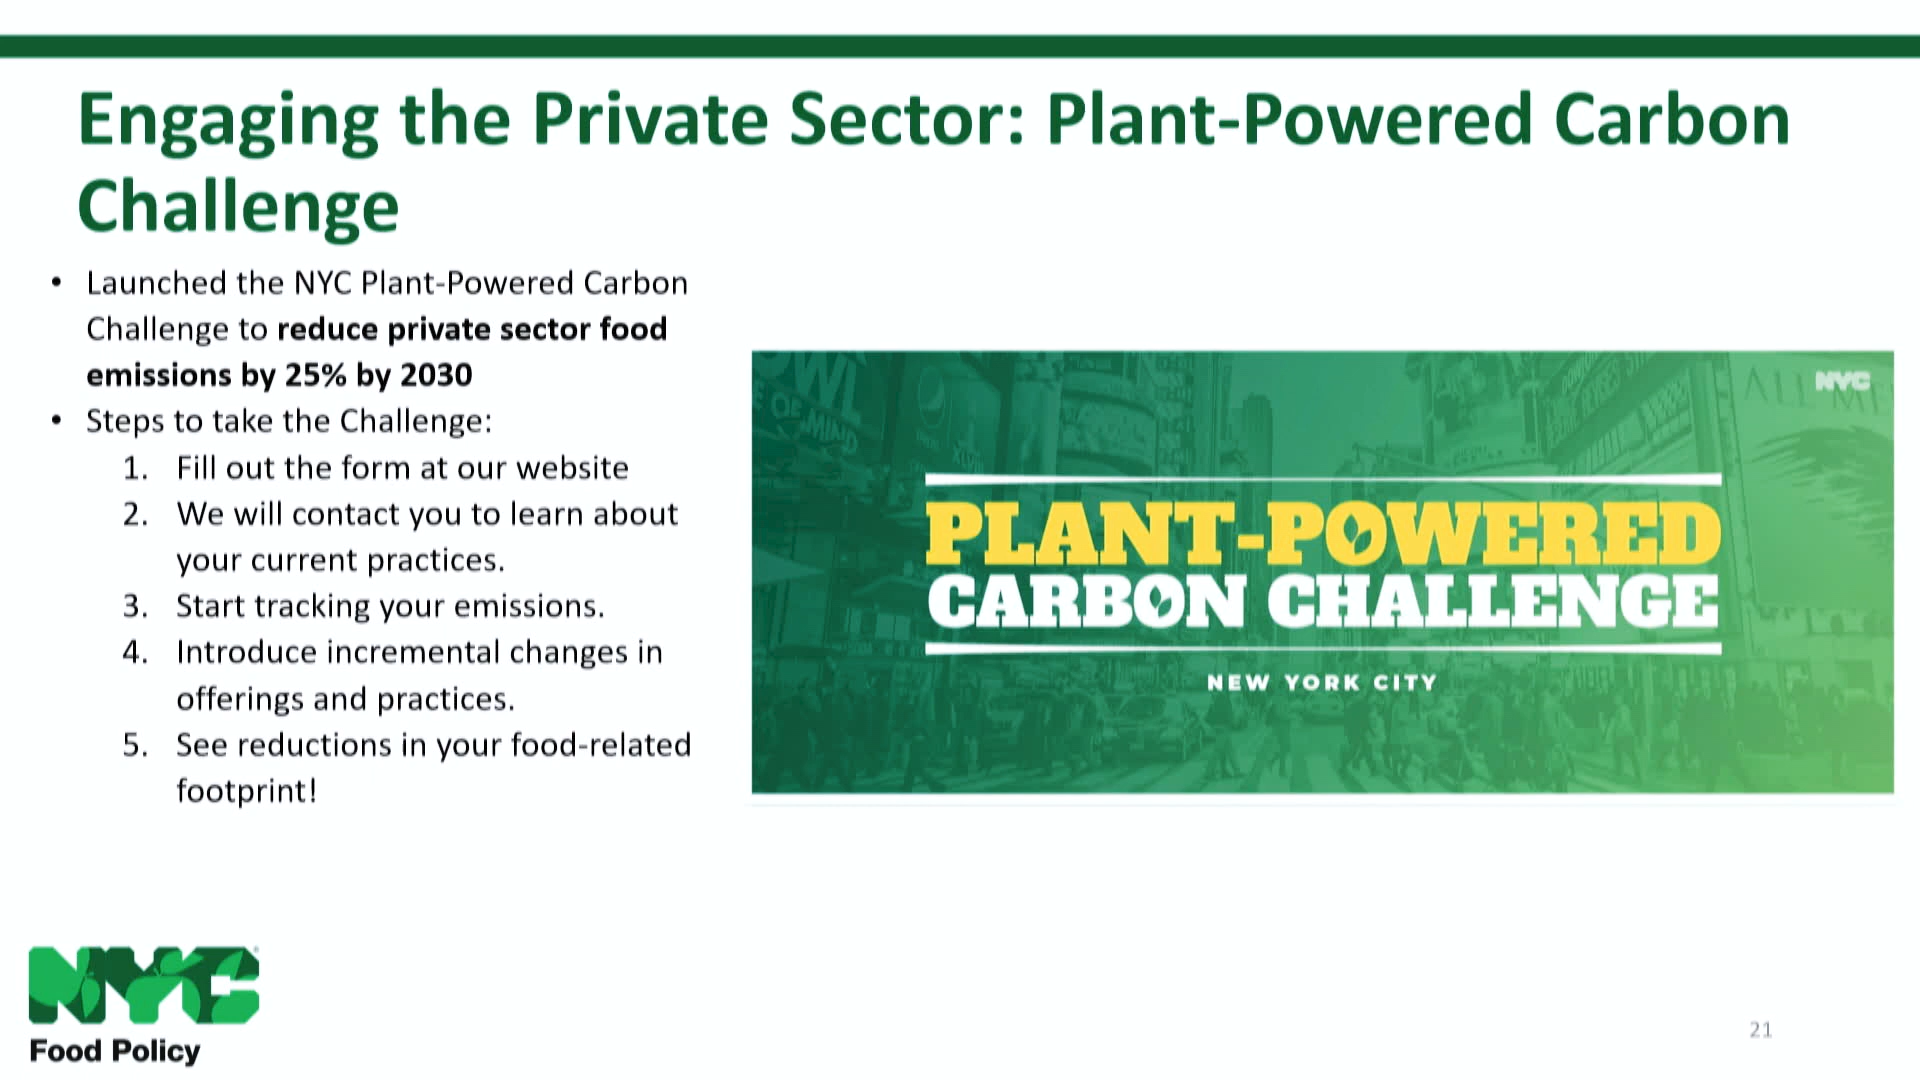 Engaging the Private Sector: Plant-Powered Carbon
Challenge
• Launched the NYC Plant-Powered Carbon
Challenge to reduce private sector food
emissions by 25% by 2030
• Steps to take the Challenge:
1. Fill out the form at our website
2. We will contact you to learn about
your current practices.
3. Start tracking your emissions.
4. Introduce incremental changes in
offerings and practices.
5. See reductions in your food-related
footprint!
NYC
PLANT-POWERED
CARBON CHALLENGE
NEW YORK CITY
OF MIND
NYC
Food Policy
21